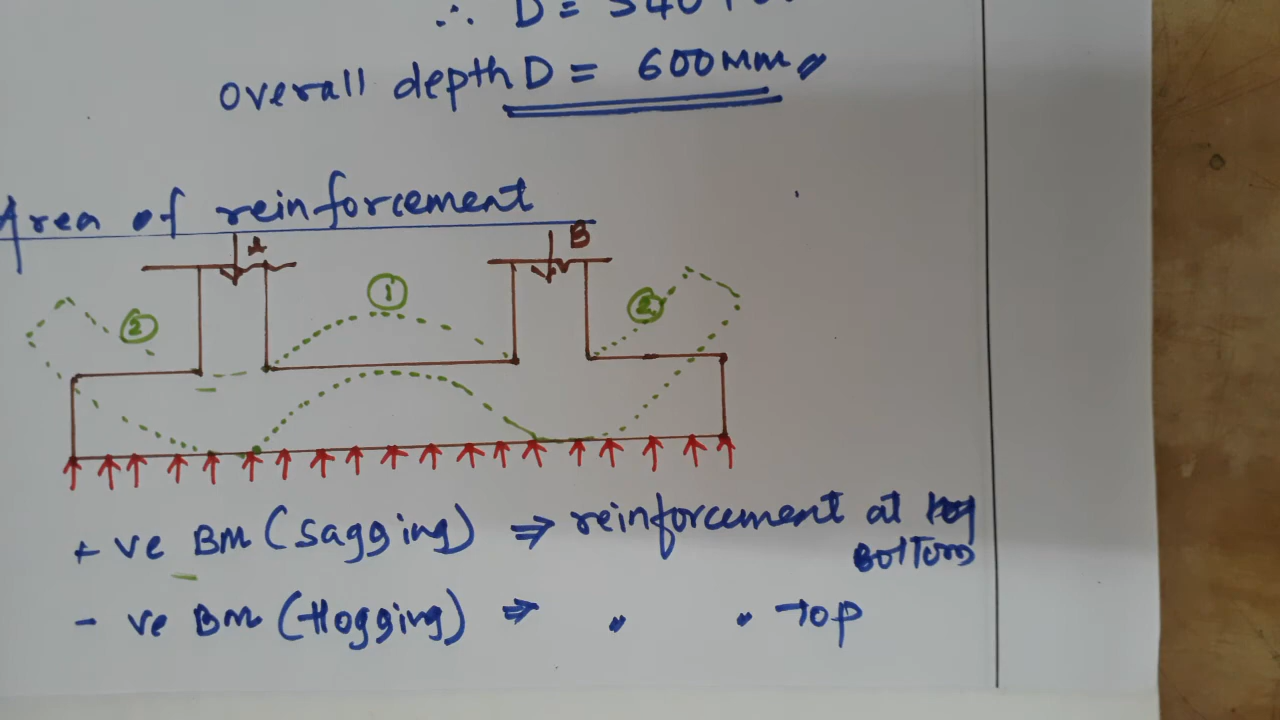 ∴ D = 540
Overall depth D = 600mm
Area of reinforcement
A
B
①
②
②
+ ve BM (Sagging) ⇒ reinforcement at
Bottom
- ve BM (Hogging) ⇒ 〃 〃 Top